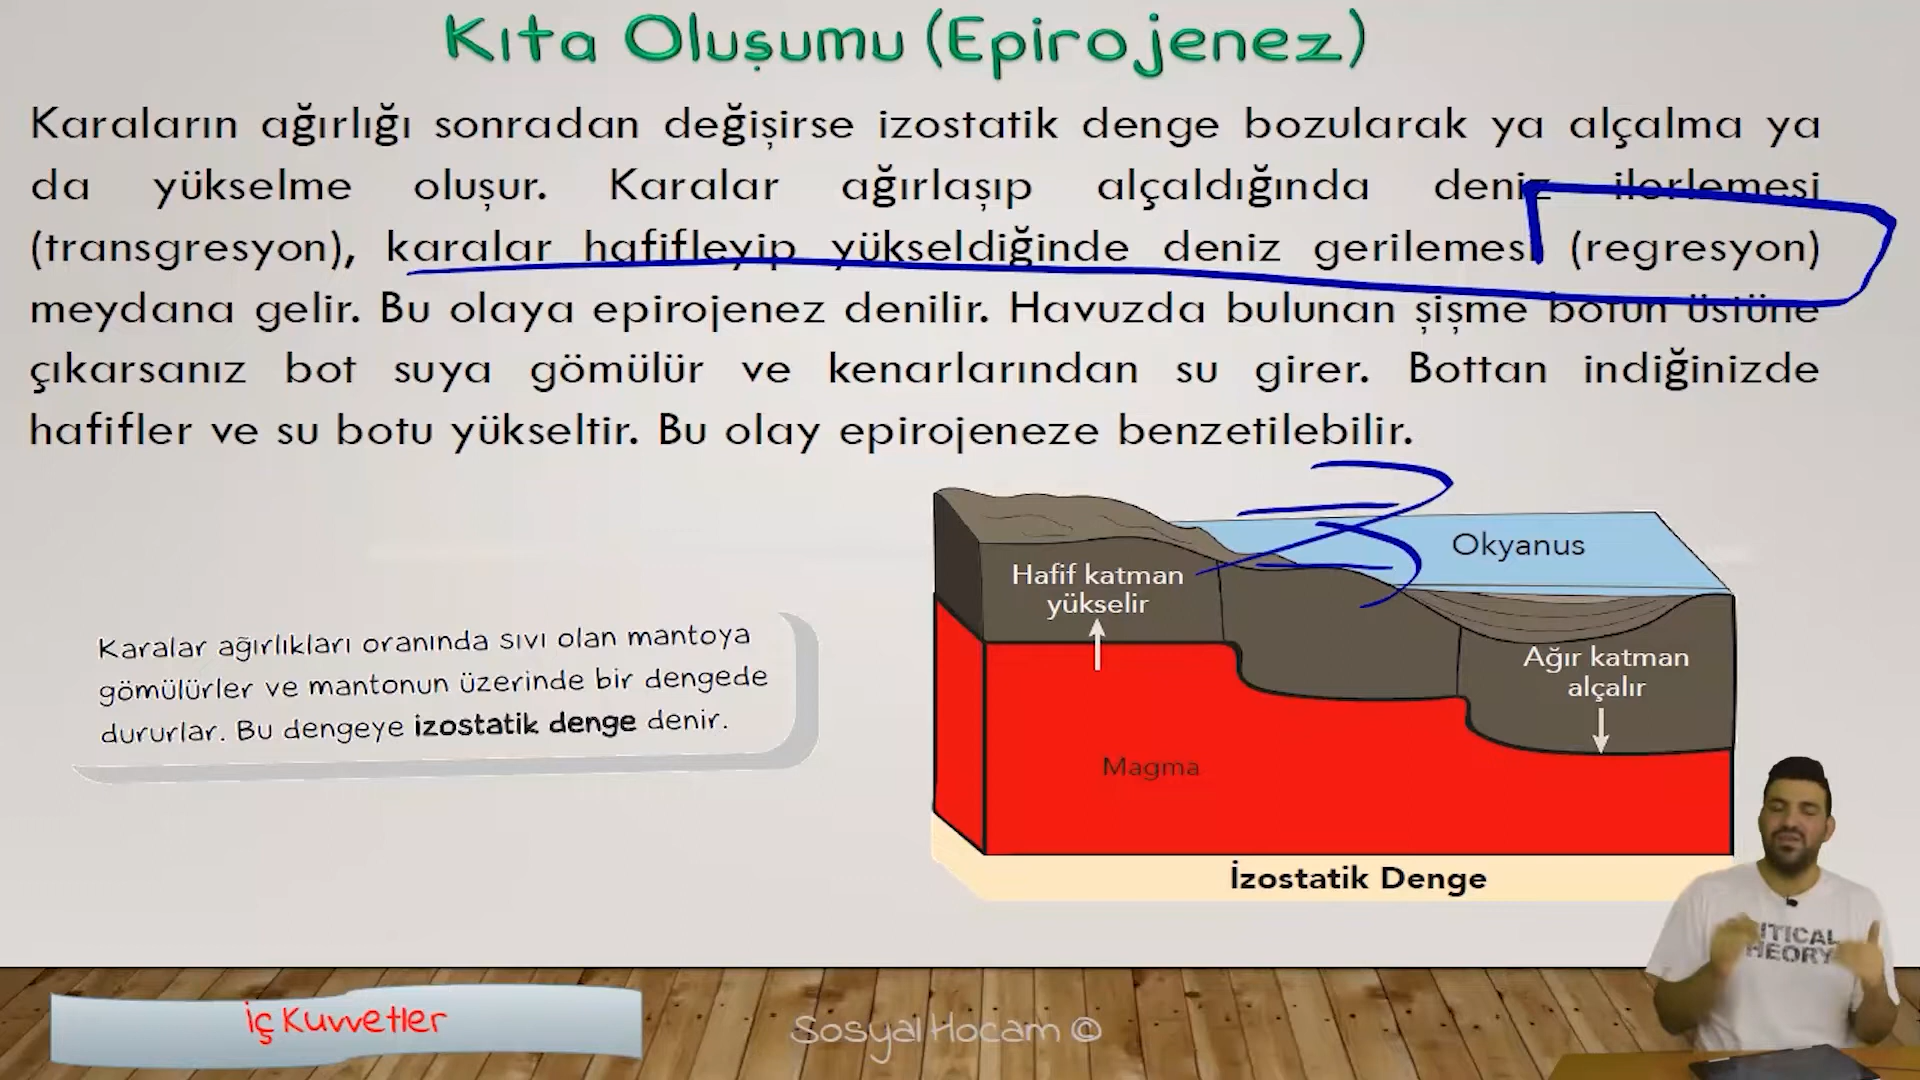 Kıta Oluşumu (Epirojenez)
Karaların ağırlığı sonradan değişirse izostatik denge bozularak ya alçalma ya
da yükselme oluşur. Karalar ağırlaşıp alçaldığında deniz ilerlemesi
(transgresyon), karalar hafifleyip yükseldiğinde deniz gerilemesi (regresyon)
meydana gelir. Bu olaya epirojenez denilir. Havuzda bulunan şişme botun üstüne
çıkarsanız bot suya gömülür ve kenarlarından su girer. Bottan indiğinizde
hafifler ve su botu yükseltir. Bu olay epirojeneze benzetilebilir.
Okyanus
Hafif katman
yükselir
Ağır katman
alçalır
Magma
İzostatik Denge
Karalar ağırlıkları oranında sıvı olan mantoya
gömülürler ve mantonun üzerinde bir dengede
dururlar. Bu dengeye izostatik denge denir.
İç Kuvvetler
Sosyal Hocam ©
THEORY